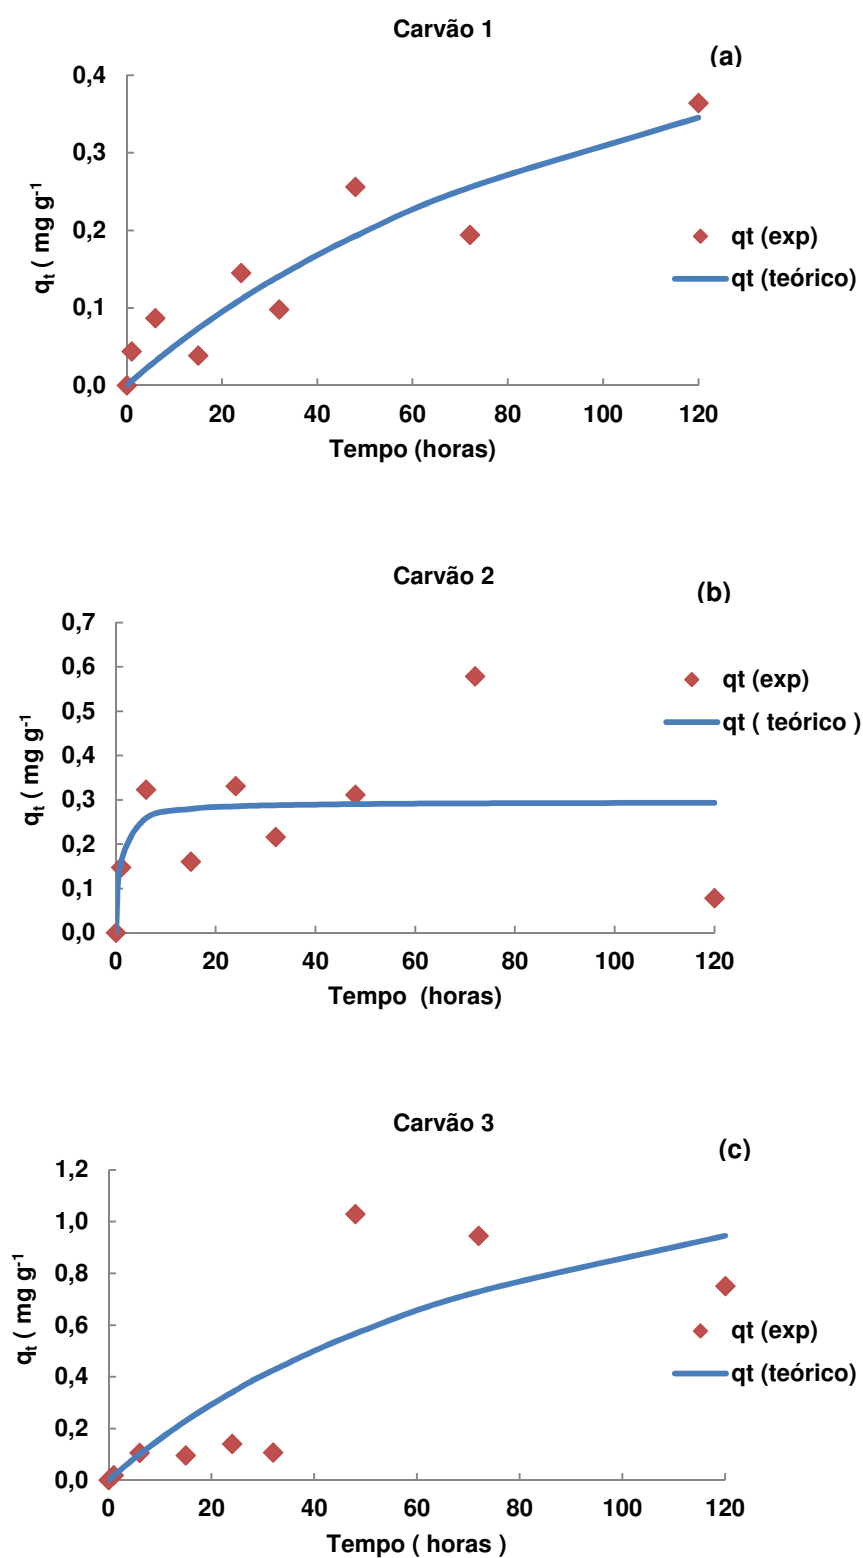 Carvão 1
(a)
0,4
0,3
0,2
0,1
0,0
qt ( mg g-1
qt (exp)
qt (teórico)
0 20 40 60 80 100 120
Tempo (horas)
Carvão 2
(b)
0,7
0,6
0,5
0,4
0,3
0,2
0,1
0,0
qt ( mg g-1
qt (exp)
qt ( teórico )
0 20 40 60 80 100 120
Tempo (horas)
Carvão 3
(c)
1,2
1,0
0,8
0,6
0,4
0,2
0,0
qt ( mg g-1
qt (exp)
qt (teórico)
0 20 40 60 80 100 120
Tempo ( horas )